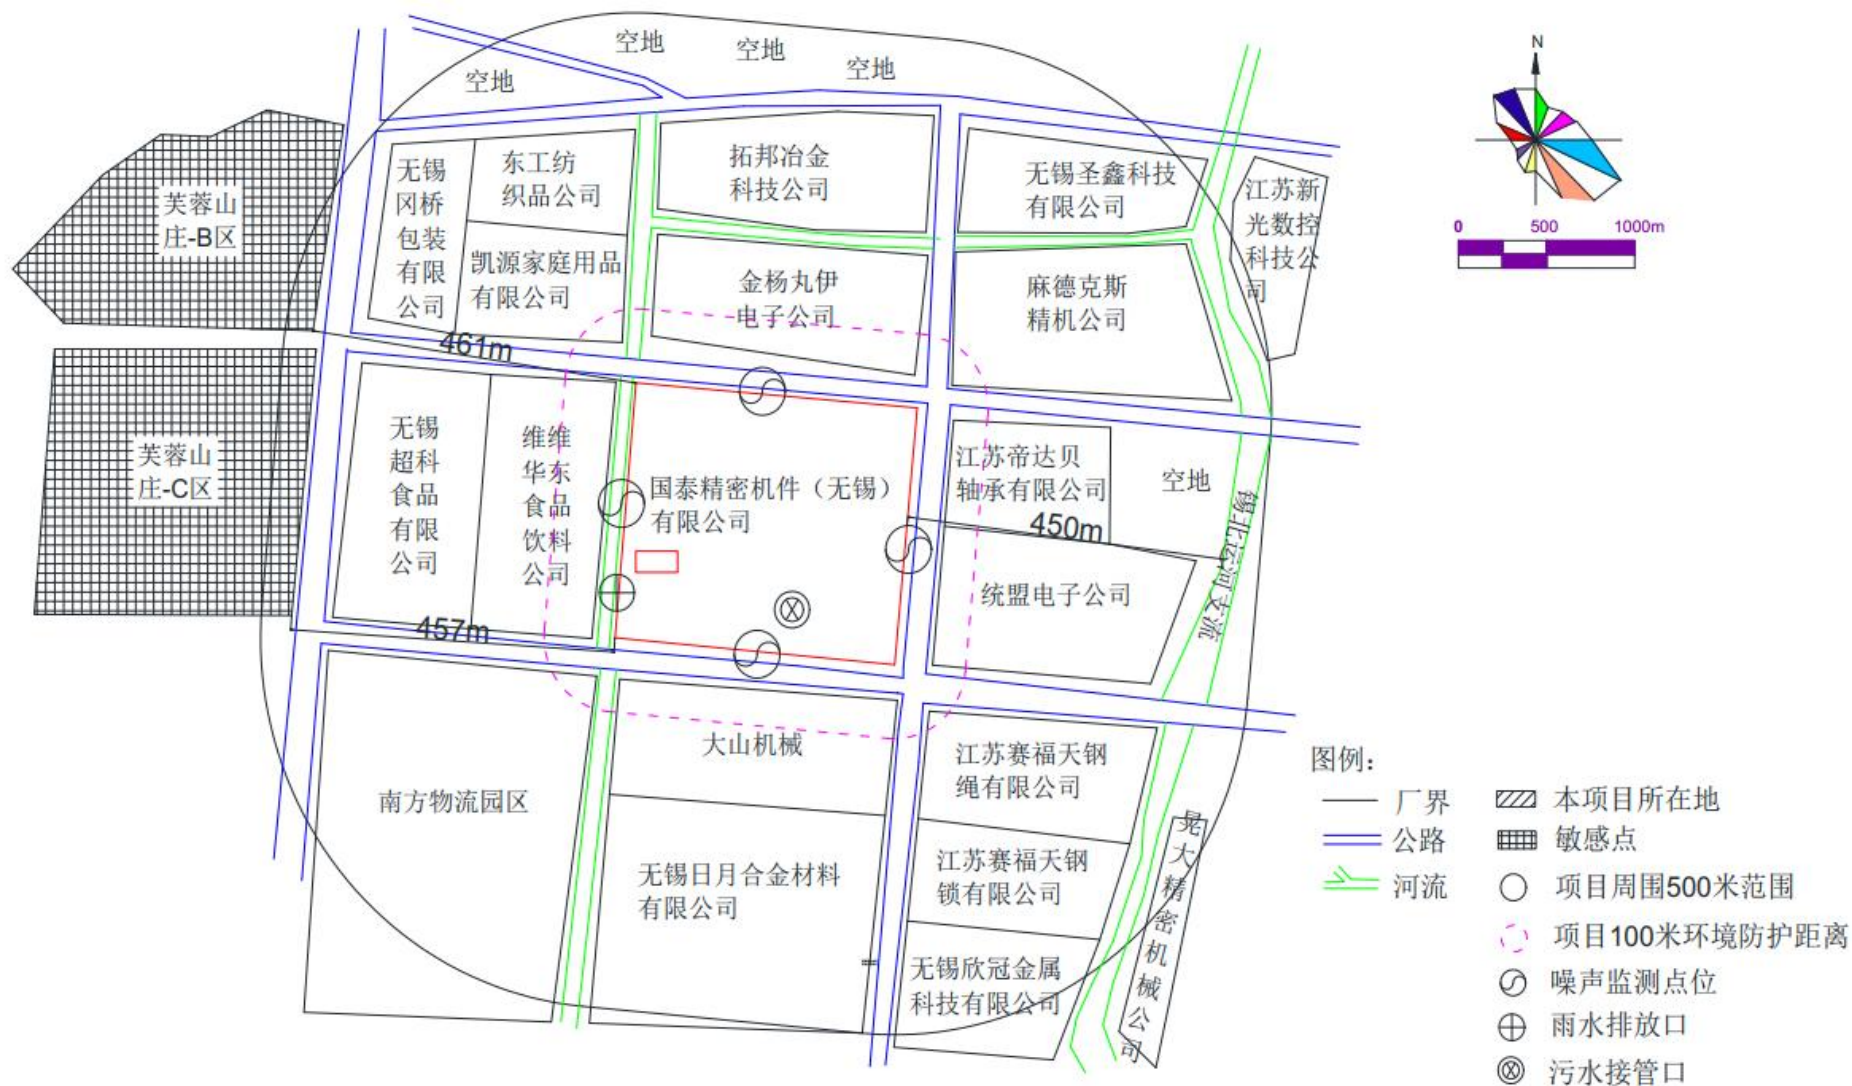 空地
空地
空地
空地
N
0 500 1000m
芙蓉山
庄-B区
无锡
冈桥
包装
有限
公司
东工纺
织品公司
凯源家庭用品
有限公司
拓邦冶金
科技公司
金杨丸伊
电子公司
无锡圣鑫科技
有限公司
麻德克斯
精机公司
江苏新
光数控
科技公
司
461m
芙蓉山
庄-C区
无锡
超科
食品
有限
公司
维维
华东
食品
饮料
公司
国泰精密机件（无锡）
有限公司
江苏帝达贝
轴承有限公司
空地
450m
锡北运河支流
统盟电子公司
457m
南方物流园区
大山机械
无锡日月合金材料
有限公司
江苏赛福天钢
绳有限公司
江苏赛福天钢
锁有限公司
无锡欣冠金属
科技有限公司
晃大精密机械公司
图例：
厂界
公路
河流
本项目所在地
敏感点
项目周围500米范围
项目100米环境防护距离
噪声监测点位
雨水排放口
污水接管口